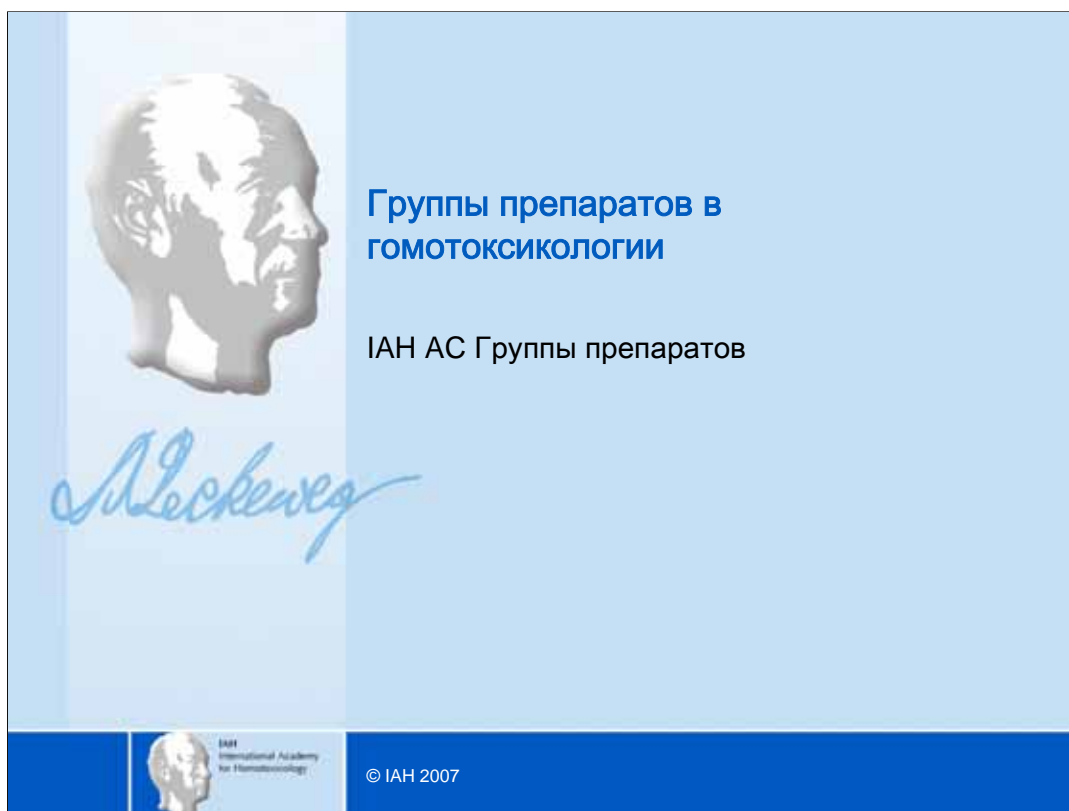 Группы препаратов в
гомотоксикологии
IAH AC Группы препаратов
IAH
International Academy
for Homotoxicology
© IAH 2007